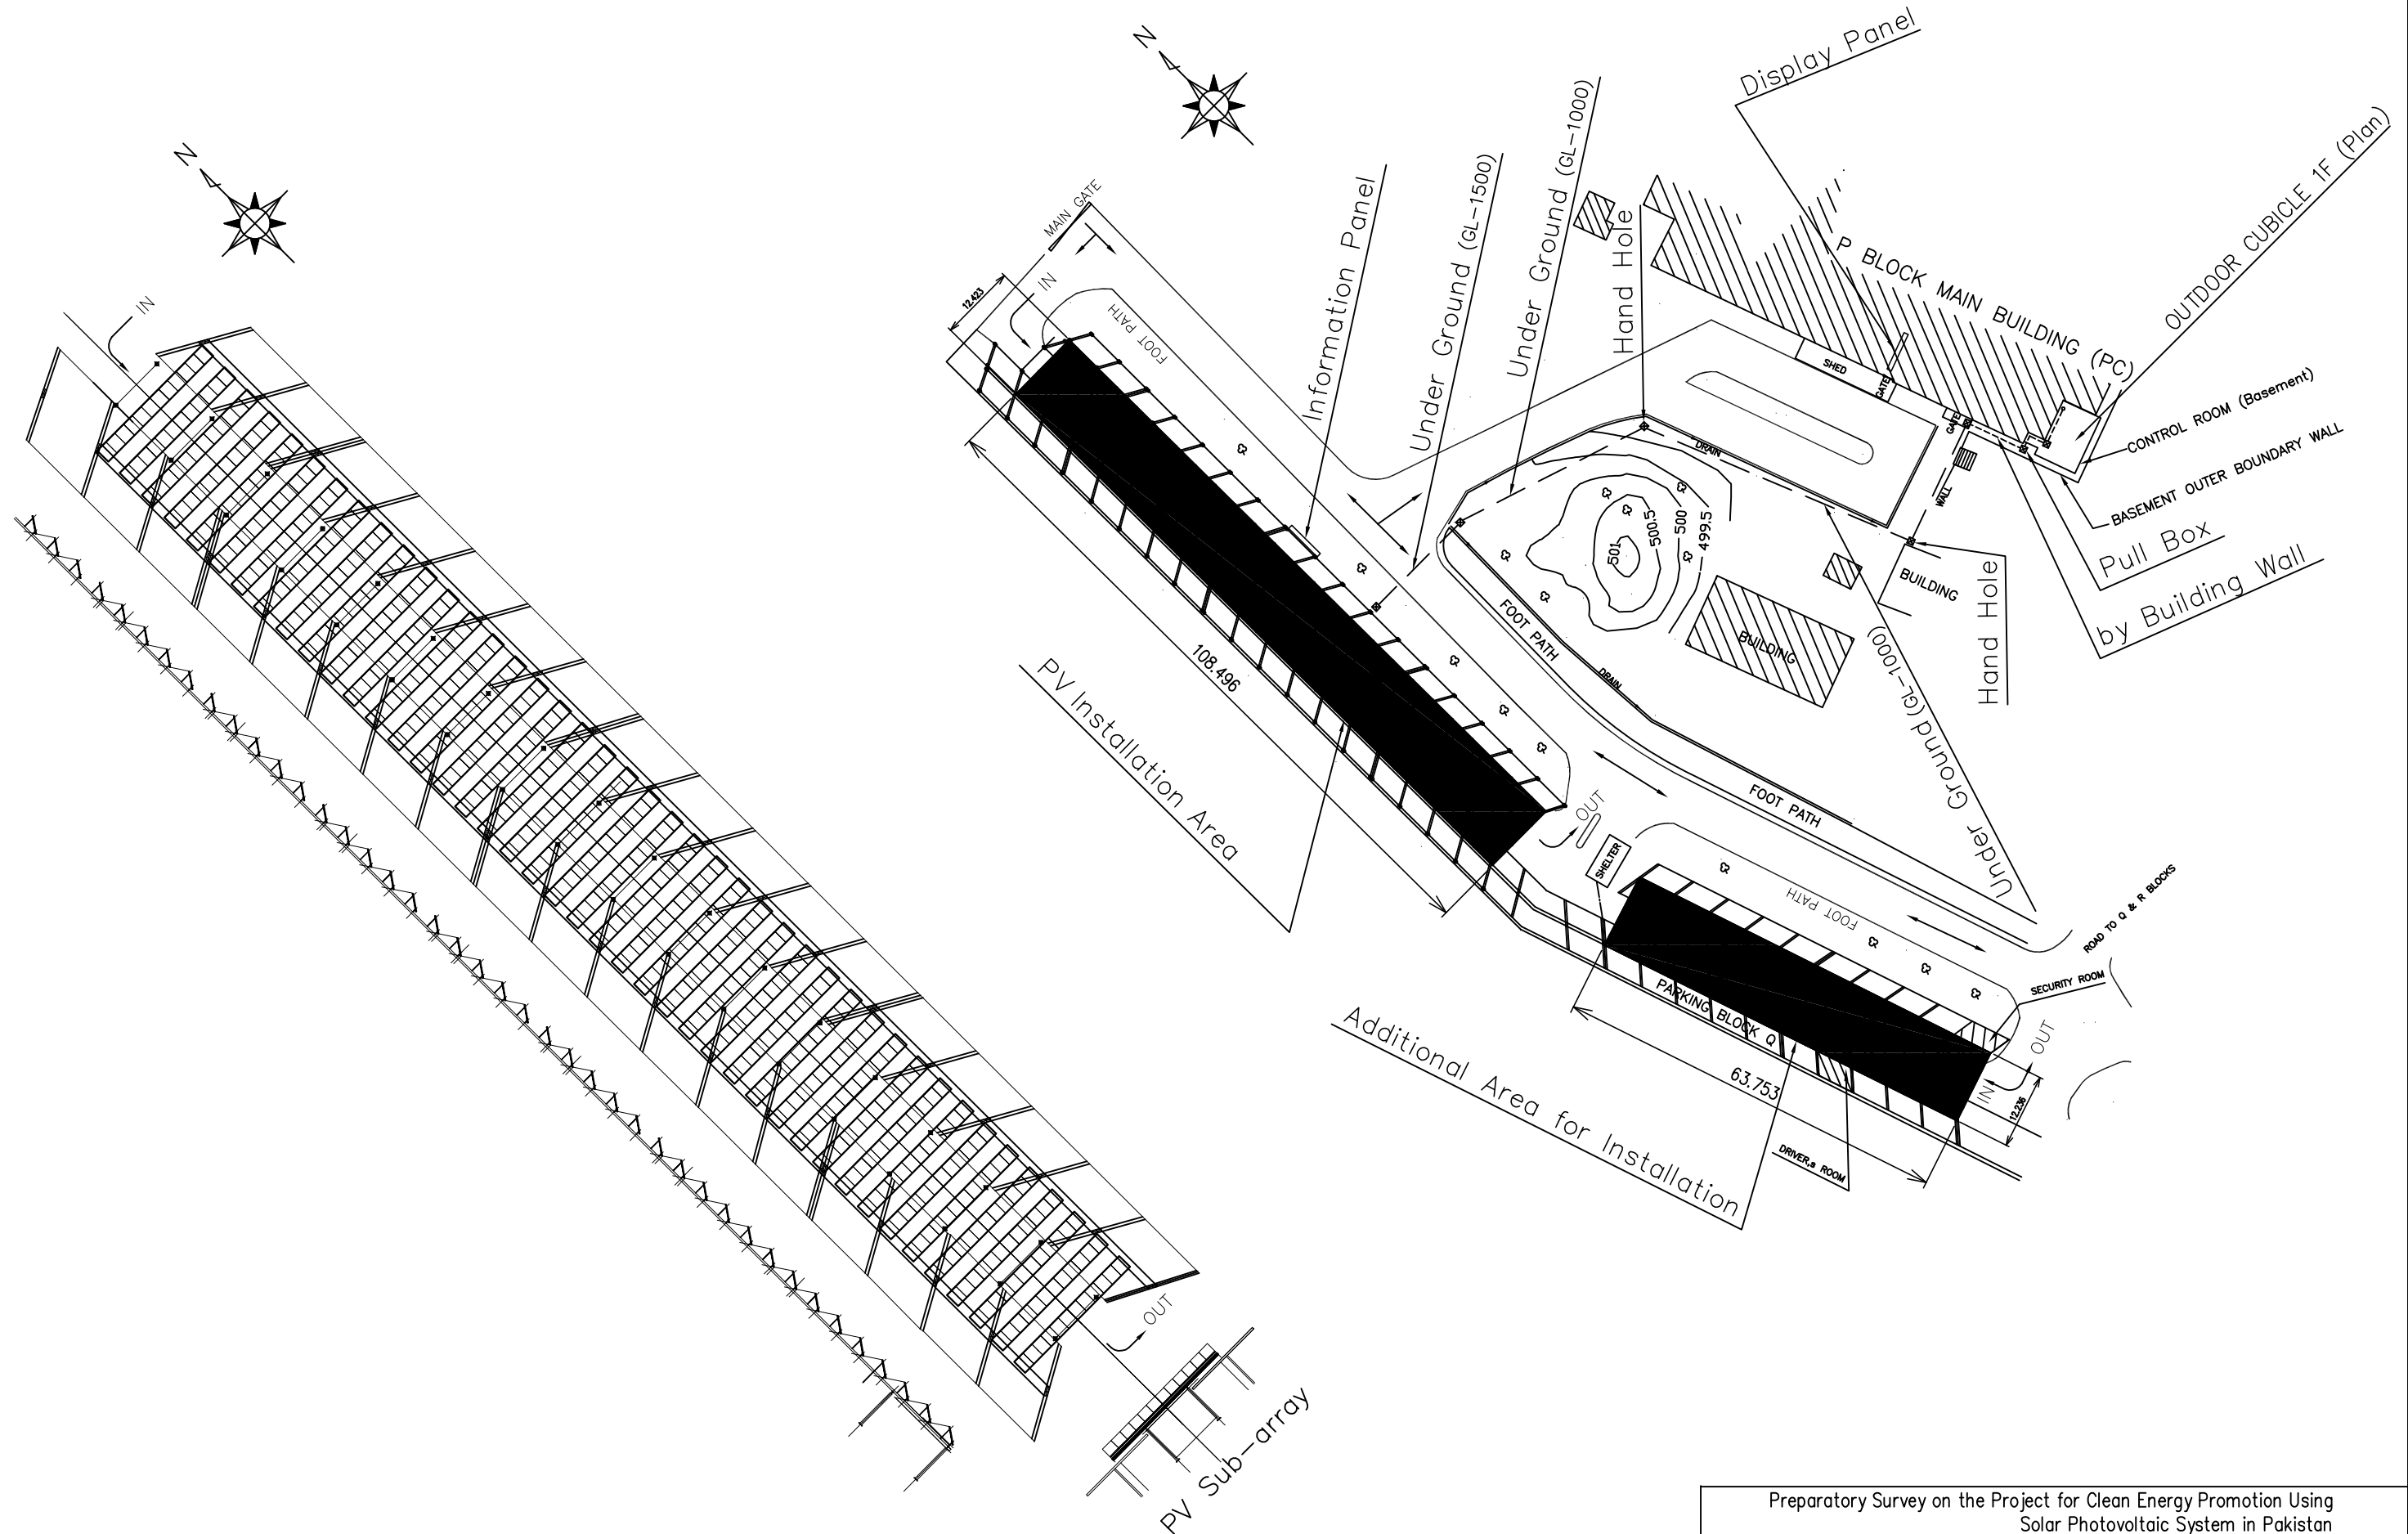 N
IN
OUT
PV Sub-array
N
MAIN GATE
12.423
IN
FOOT PATH
Information Panel
Under Ground (GL-1500)
Under Ground (GL-1000)
Hand Hole
Display Panel
P BLOCK MAIN BUILDING (PC)
OUTDOOR CUBICLE 1F (Plan)
SHED
GATE
GATE
CONTROL ROOM (Basement)
BASEMENT OUTER BOUNDARY WALL
Pull Box
by Building Wall
DRAIN
WALL
501
500.5
500
499.5
BUILDING
BUILDING
Hand Hole
Under Ground (GL-1000)
FOOT PATH
DRAIN
FOOT PATH
108.496
PV Installation Area
OUT
SHELTER
FOOT PATH
ROAD TO Q & R BLOCKS
SECURITY ROOM
OUT
IN
12.236
PARKING BLOCK Q
63.753
Additional Area for Installation
DRIVER,s ROOM
Preparatory Survey on the Project for Clean Energy Promotion Using
Solar Photovoltaic System in Pakistan